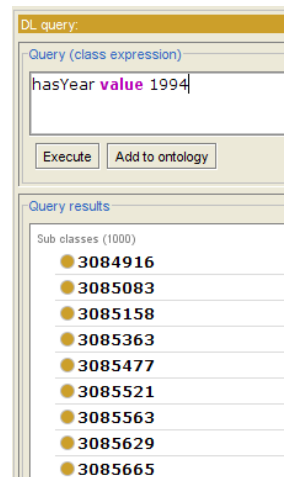 DL query:
Query (class expression)
hasYear value 1994
Execute Add to ontology
Query results
Sub classes (1000)
3084916
3085083
3085158
3085363
3085477
3085521
3085563
3085629
3085665